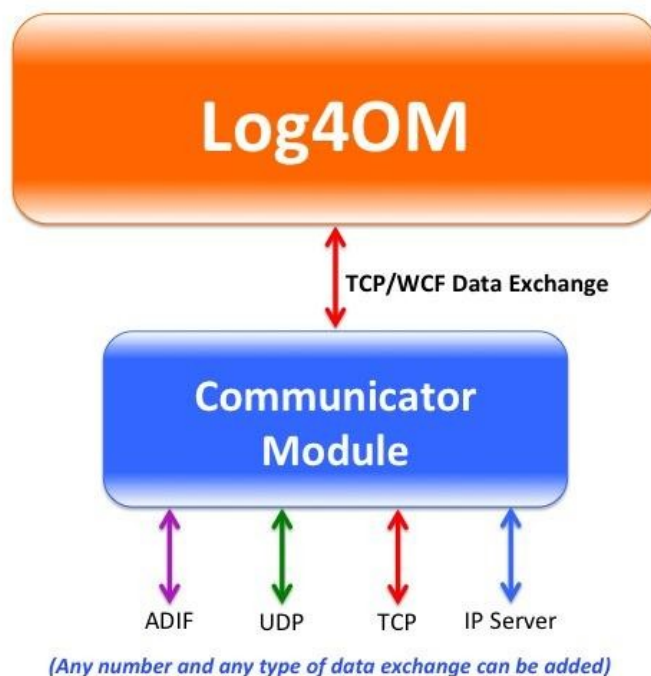 Log4OM
TCP/WCF Data Exchange
Communicator
Module
ADIF UDP TCP IP Server
(Any number and any type of data exchange can be added)